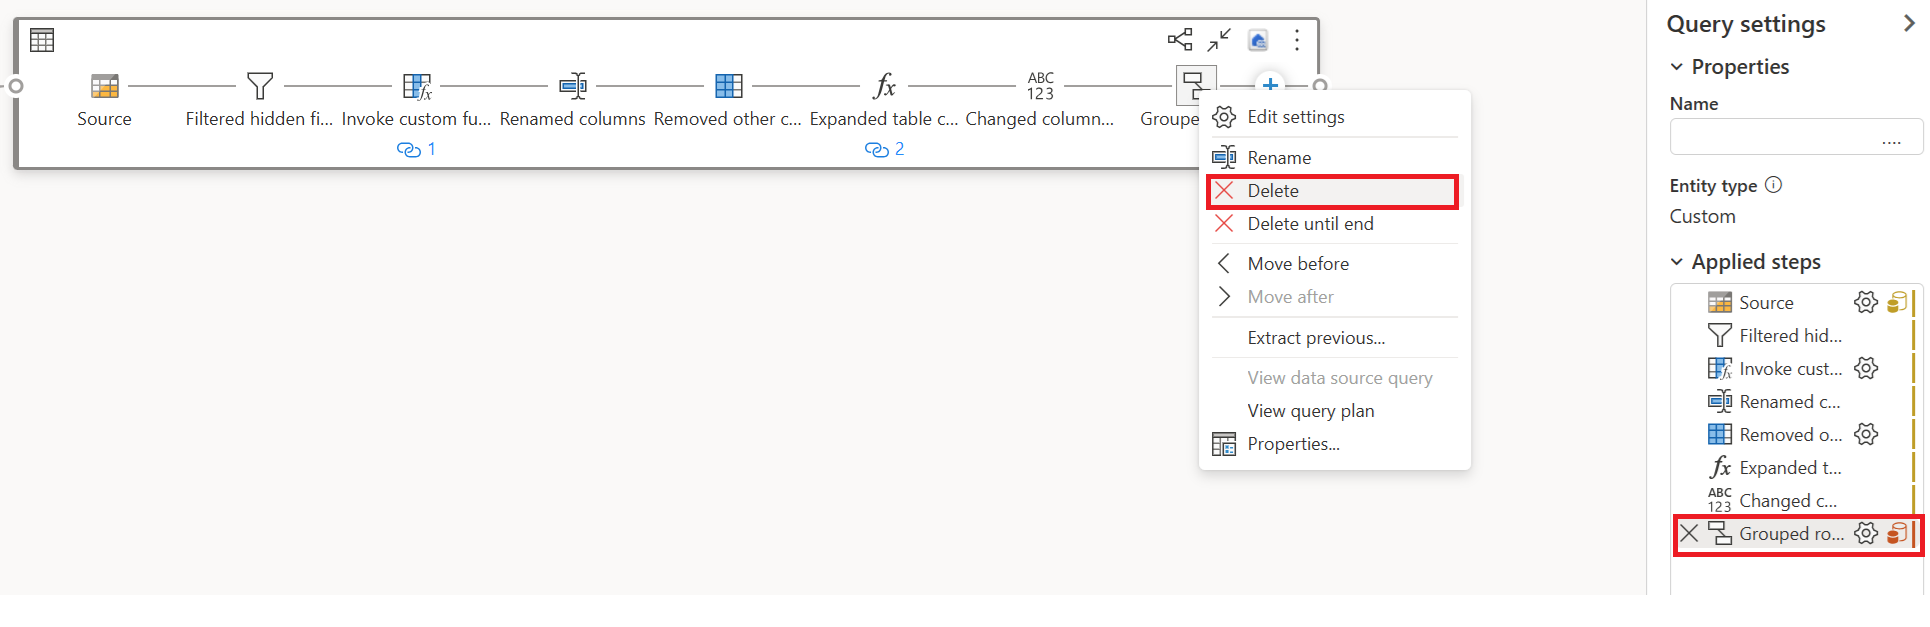 Source
Filtered hidden fi...
Invoke custom fu...
Renamed columns
Removed other c...
Expanded table c...
ABC
123
Changed column...
Groupe
1
2
Edit settings
Rename
Delete
Delete until end
Move before
Move after
Extract previous...
View data source query
View query plan
Properties...
Query settings
Properties
Name
....
Entity type
Custom
Applied steps
Source
Filtered hid...
Invoke cust...
Renamed c...
Removed o...
fx Expanded t...
ABC
123
Changed c...
Grouped ro...